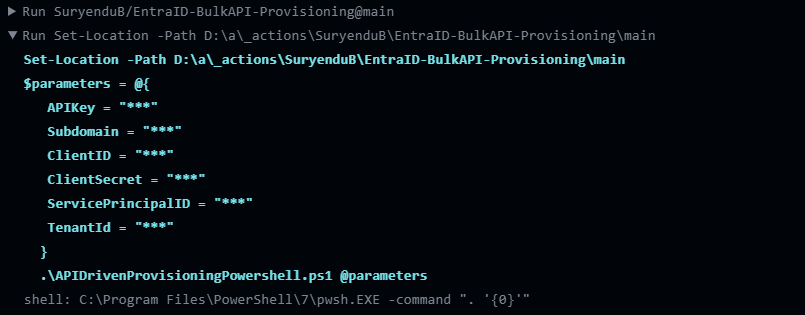 ▶ Run SuryenduB/EntraID-BulkAPI-Provisioning@main
▼ Run Set-Location -Path D:\a\_actions\SuryenduB\EntraID-BulkAPI-Provisioning\main
Set-Location -Path D:\a\_actions\SuryenduB\EntraID-BulkAPI-Provisioning\main
$parameters = @{
APIKey = "***"
Subdomain = "***"
ClientID = "***"
ClientSecret = "***"
ServicePrincipalID = "***"
TenantId = "***"
}
.\APIDrivenProvisioningPowershell.ps1 @parameters
shell: C:\Program Files\PowerShell\7\pwsh.EXE -command ". '{0}'"